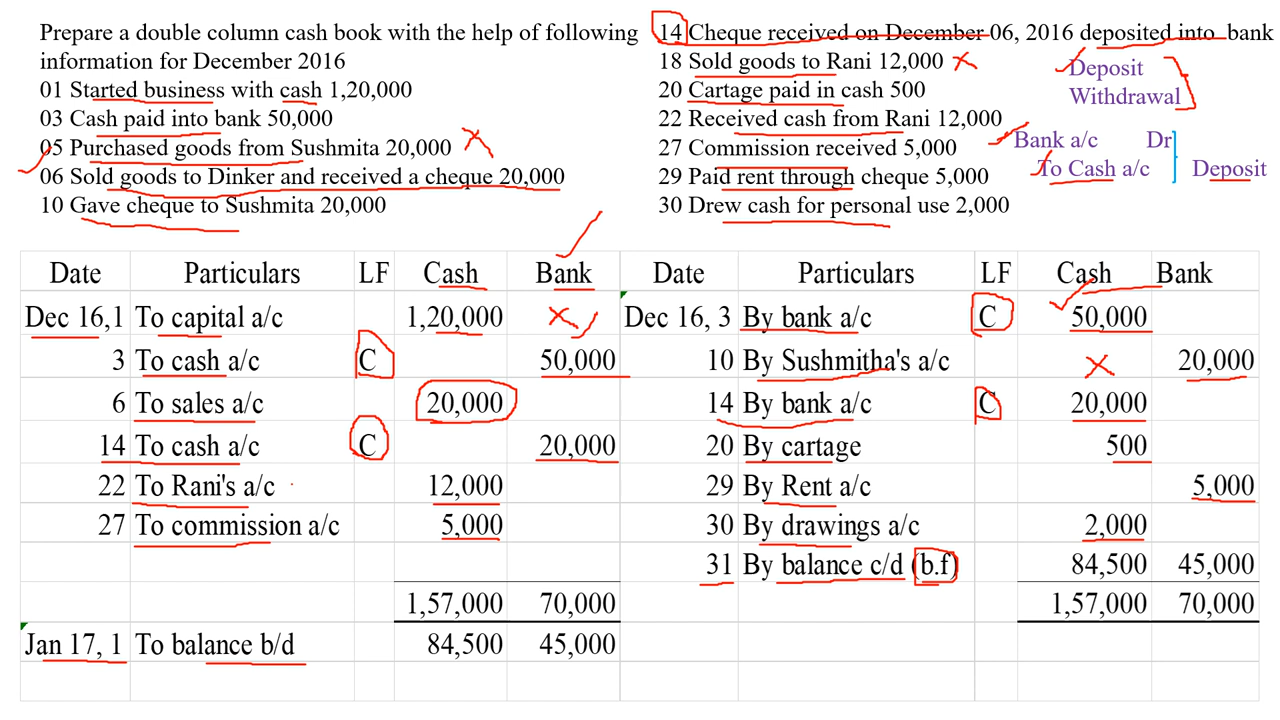 Prepare a double column cash book with the help of following
information for December 2016
01 Started business with cash 1,20,000
03 Cash paid into bank 50,000
05 Purchased goods from Sushmita 20,000
06 Sold goods to Dinker and received a cheque 20,000
10 Gave cheque to Sushmita 20,000
14 Cheque received on December 06, 2016 deposited into bank
18 Sold goods to Rani 12,000
20 Cartage paid in cash 500
22 Received cash from Rani 12,000
27 Commission received 5,000
29 Paid rent through cheque 5,000
30 Drew cash for personal use 2,000
Deposit
Withdrawal
Bank a/c Dr
To Cash a/c Deposit
Date Particulars LF Cash Bank Date Particulars LF Cash Bank
Dec 16,1 To capital a/c 1,20,000 Dec 16, 3 By bank a/c C 50,000
3 To cash a/c C 50,000 10 By Sushmitha's a/c 20,000
6 To sales a/c 20,000 14 By bank a/c C 20,000
14 To cash a/c C 20,000 20 By cartage 500
22 To Rani's a/c 12,000 29 By Rent a/c 5,000
27 To commission a/c 5,000 30 By drawings a/c 2,000
31 By balance c/d (b.f) 84,500 45,000
1,57,000 70,000 1,57,000 70,000
Jan 17, 1 To balance b/d 84,500 45,000